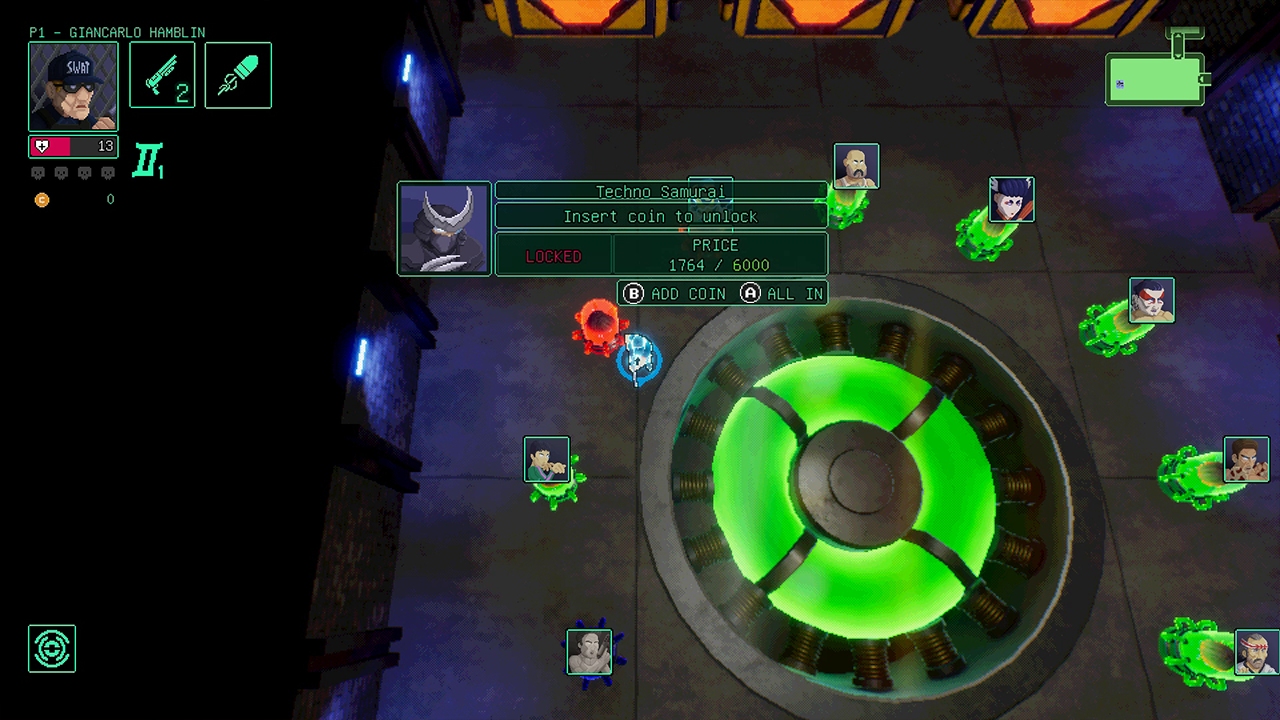 P1 - GIANCARLO HAMBLIN
SWAT
2
13
II1
0
C
Techno Samurai
Insert coin to unlock
LOCKED
PRICE
1764 / 6000
B ADD COIN A ALL IN